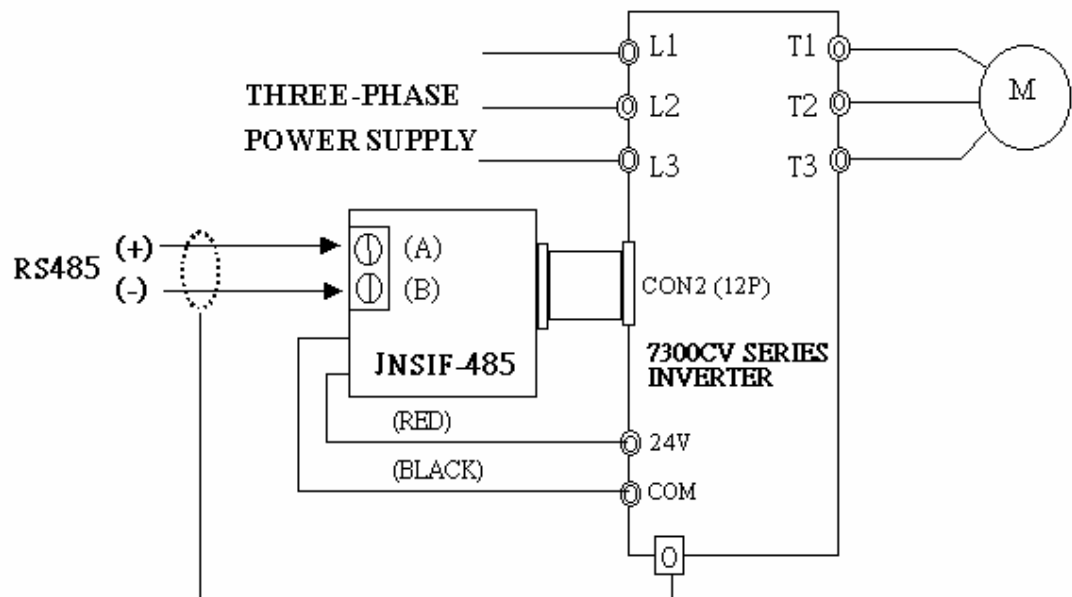 L1
T1
THREE-PHASE
POWER SUPPLY
L2
T2
L3
T3
M
RS485
(+)
(-)
(A)
(B)
JNSIF-485
CON2 (12P)
7300CV SERIES
INVERTER
(RED)
24V
(BLACK)
COM
O